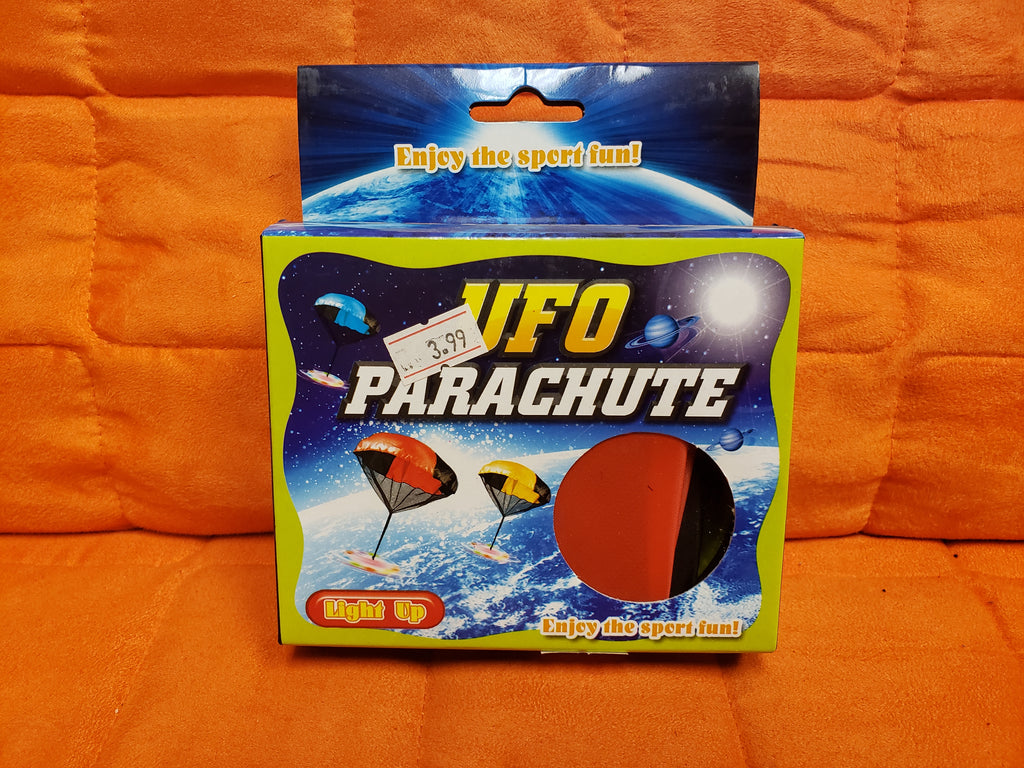 Enjoy the sport fun!
UFO
3.99
PARACHUTE
Light Up
Enjoy the sport fun!